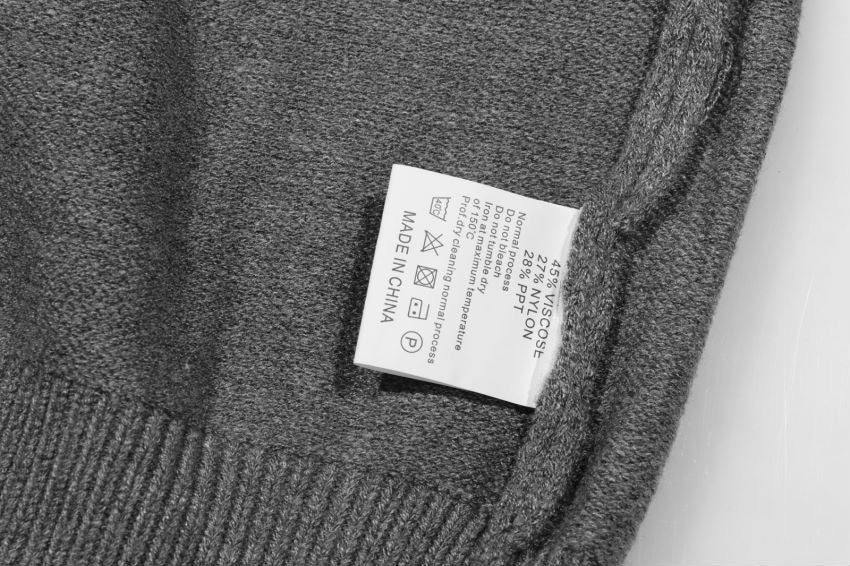 45% VISCOSE
27% NYLON
28% PPT
Normal process
Do not bleach
Do not tumble dry
Iron at maximum temperature
of 150°C
Prof.dry cleaning normal process
40C
P
MADE IN CHINA